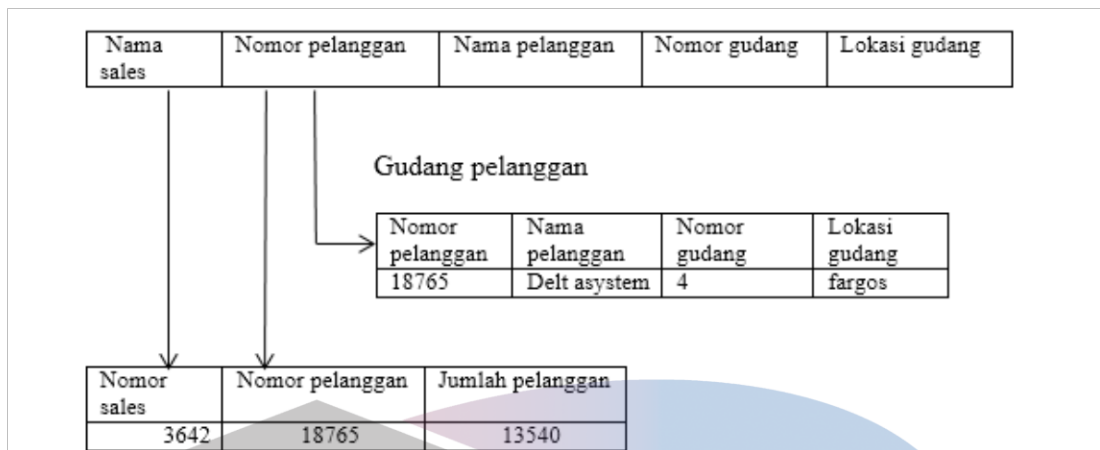 Nama sales Nomor pelanggan Nama pelanggan Nomor gudang Lokasi gudang
Gudang pelanggan
Nomor pelanggan Nama pelanggan Nomor gudang Lokasi gudang
18765 Delt asystem 4 fargos
Nomor sales Nomor pelanggan Jumlah pelanggan
3642 18765 13540